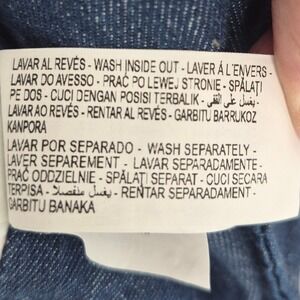 LAVAR AL REVÉS - WASH INSIDE OUT - LAVER Á L'ENVERS -
LAVAR DO AVESSO - PRAĆ PO LEWEJ STRONIE - SPĂLAȚI
PE DOS - CUCI DENGAN POSISI TERBALIK - يغسل على القفى -
LAVAR AO REVÉS - RENTAR AL REVÉS - GARBITU BARRUKOZ
KANPORA
LAVAR POR SEPARADO - WASH SEPARATELY -
LAVER SEPAREMENT - LAVAR SEPARADAMENTE -
PRAĆ ODDZIELNIE - SPĂLAȚI SEPARAT - CUCI SECARA
TERPISA - يغسل منفصلا - RENTAR SEPARADAMENT -
GARBITU BANAKA